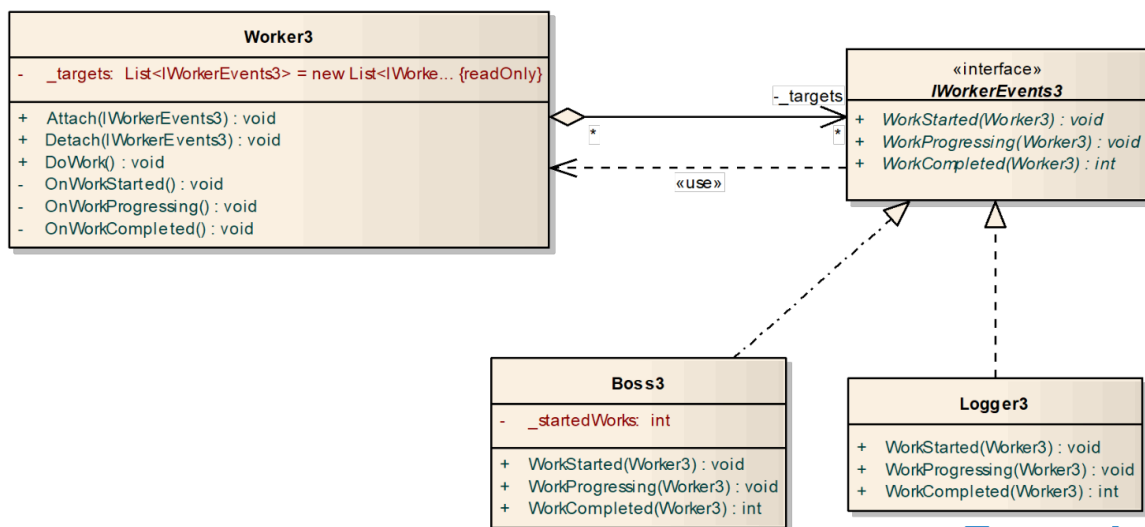 Worker3
- _targets: List<IWorkerEvents3> = new List<IWorke... {readOnly}
+ Attach(IWorkerEvents3) : void
+ Detach(IWorkerEvents3) : void
+ DoWork() : void
- OnWorkStarted() : void
- OnWorkProgressing() : void
- OnWorkCompleted() : void
-_targets
*
*
«use»
«interface»
IWorkerEvents3
+ WorkStarted(Worker3) : void
+ WorkProgressing(Worker3) : void
+ WorkCompleted(Worker3) : int
Boss3
- _startedWorks: int
+ WorkStarted(Worker3) : void
+ WorkProgressing(Worker3) : void
+ WorkCompleted(Worker3) : int
Logger3
+ WorkStarted(Worker3) : void
+ WorkProgressing(Worker3) : void
+ WorkCompleted(Worker3) : int